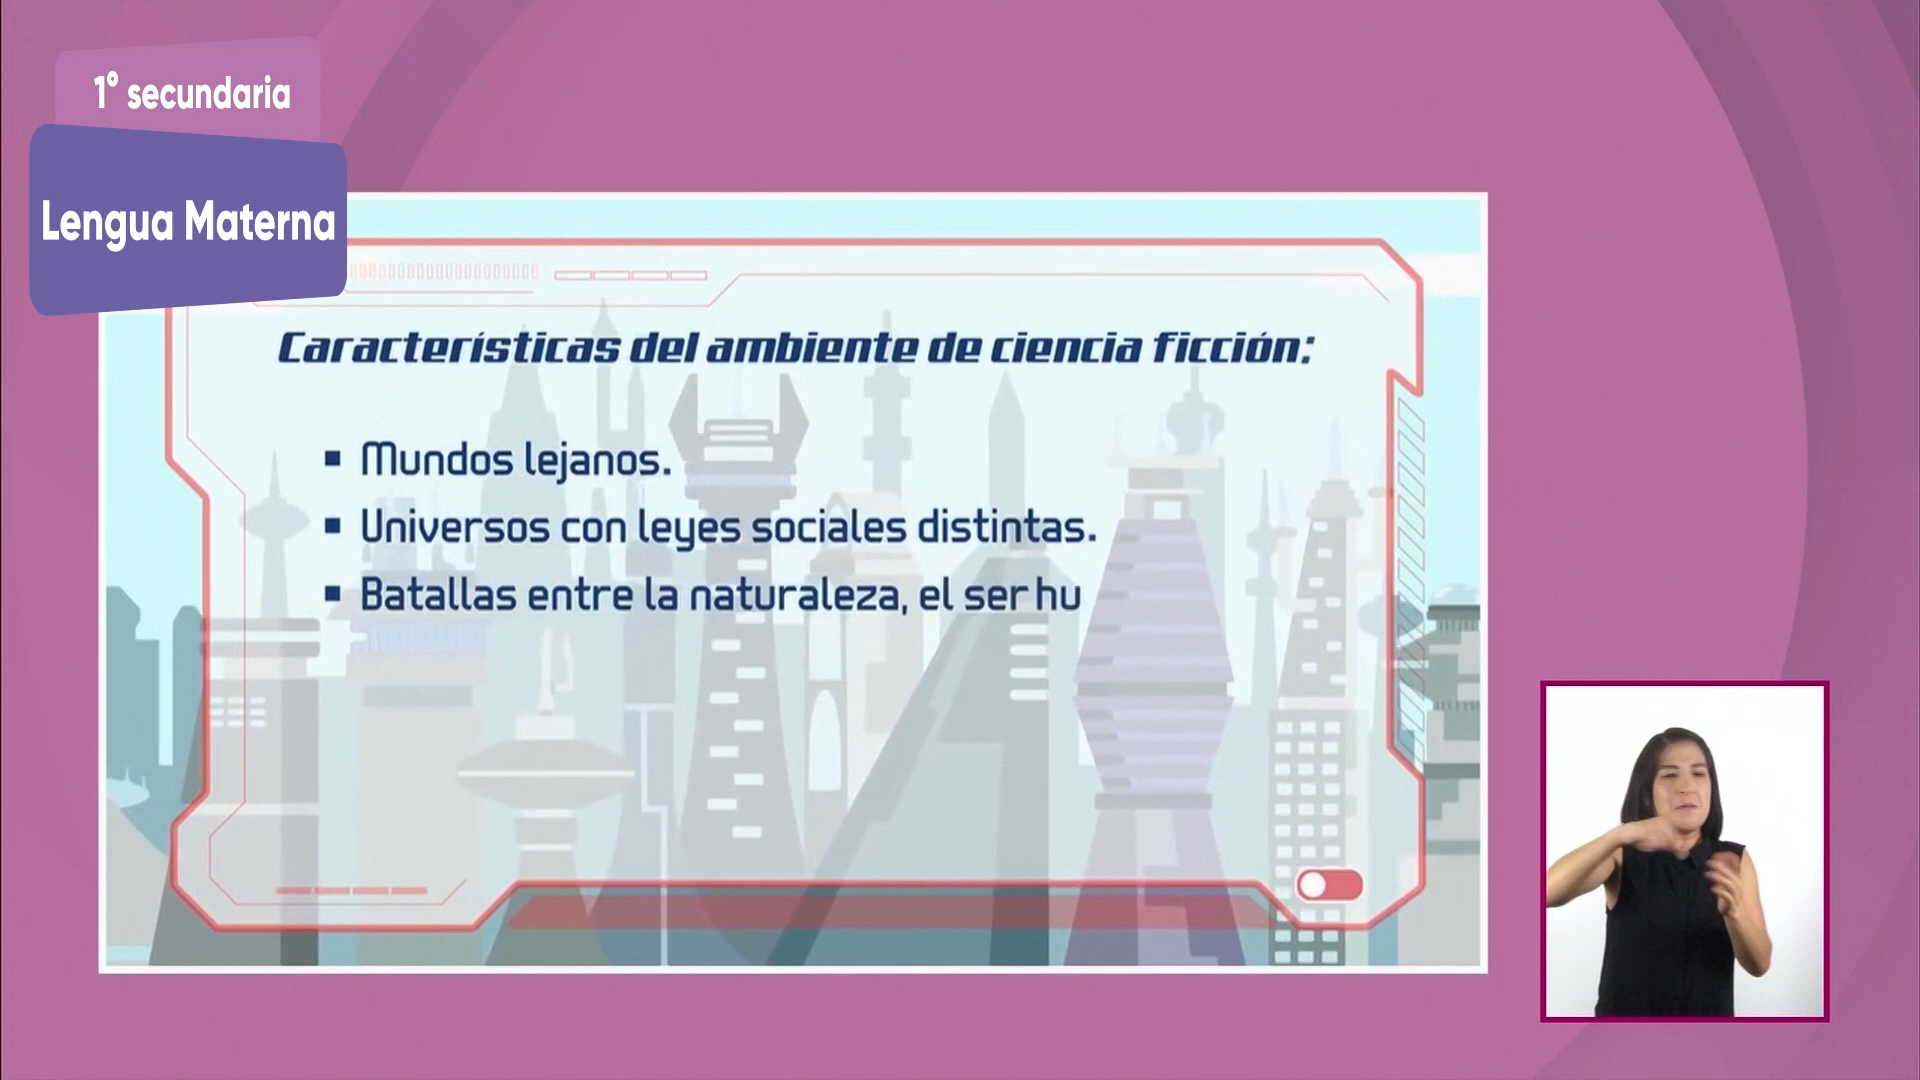 1° secundaria
Lengua Materna
Características del ambiente de ciencia ficción:
▪ Mundos lejanos.
▪ Universos con leyes sociales distintas.
▪ Batallas entre la naturaleza, el ser hu